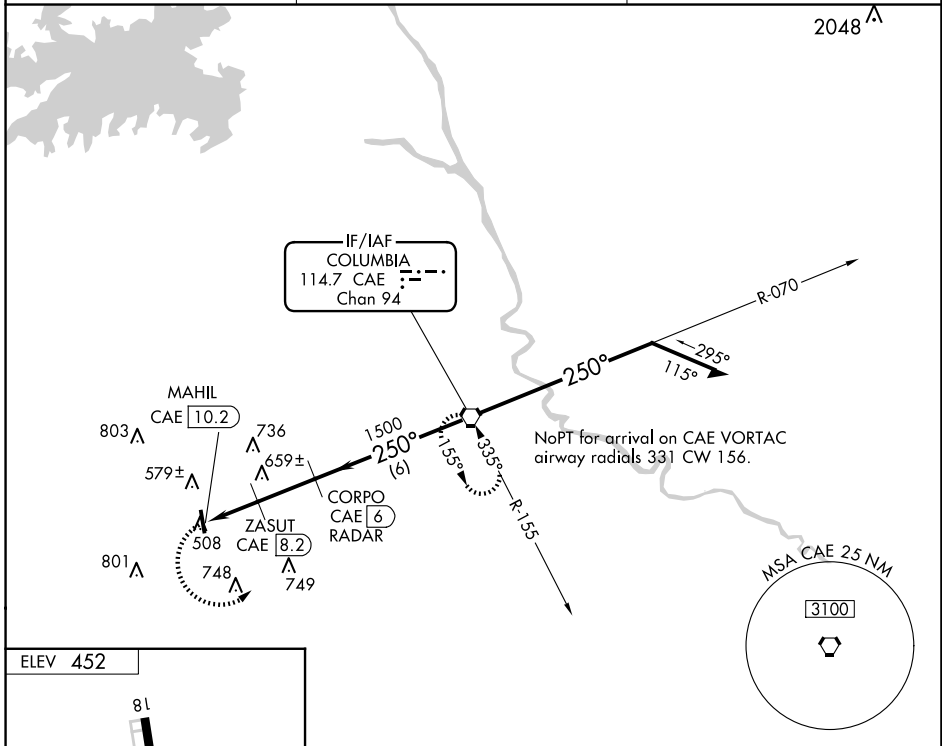 2048
IF/IAF
COLUMBIA
114.7 CAE
Chan 94
R-070
295°
115°
250°
MAHIL
CAE 10.2
803
736
1500
250°
(6)
155°
335°
NoPT for arrival on CAE VORTAC
airway radials 331 CW 156.
659±
579±
CORPO
CAE 6
RADAR
R-155
ZASUT
CAE 8.2
508
801
748
749
MSA CAE 25 NM
3100
ELEV 452
18